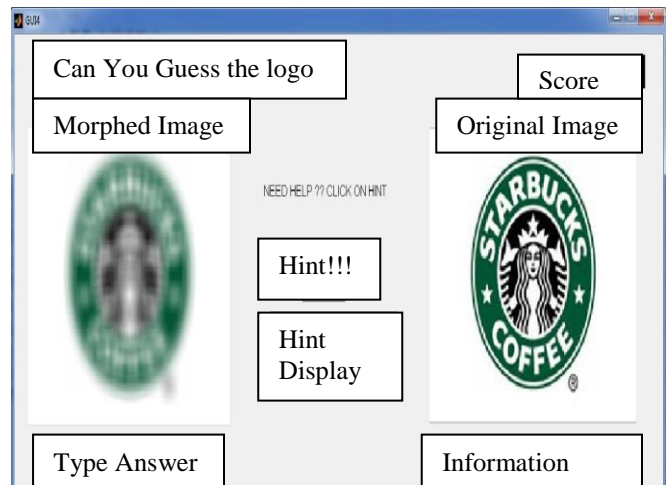 GUI4
Can You Guess the logo
Score
Morphed Image
Original Image
NEED HELP ?? CLICK ON HINT
Hint!!!
Hint
Display
STARBUCKS
COFFEE
®
Type Answer
Information